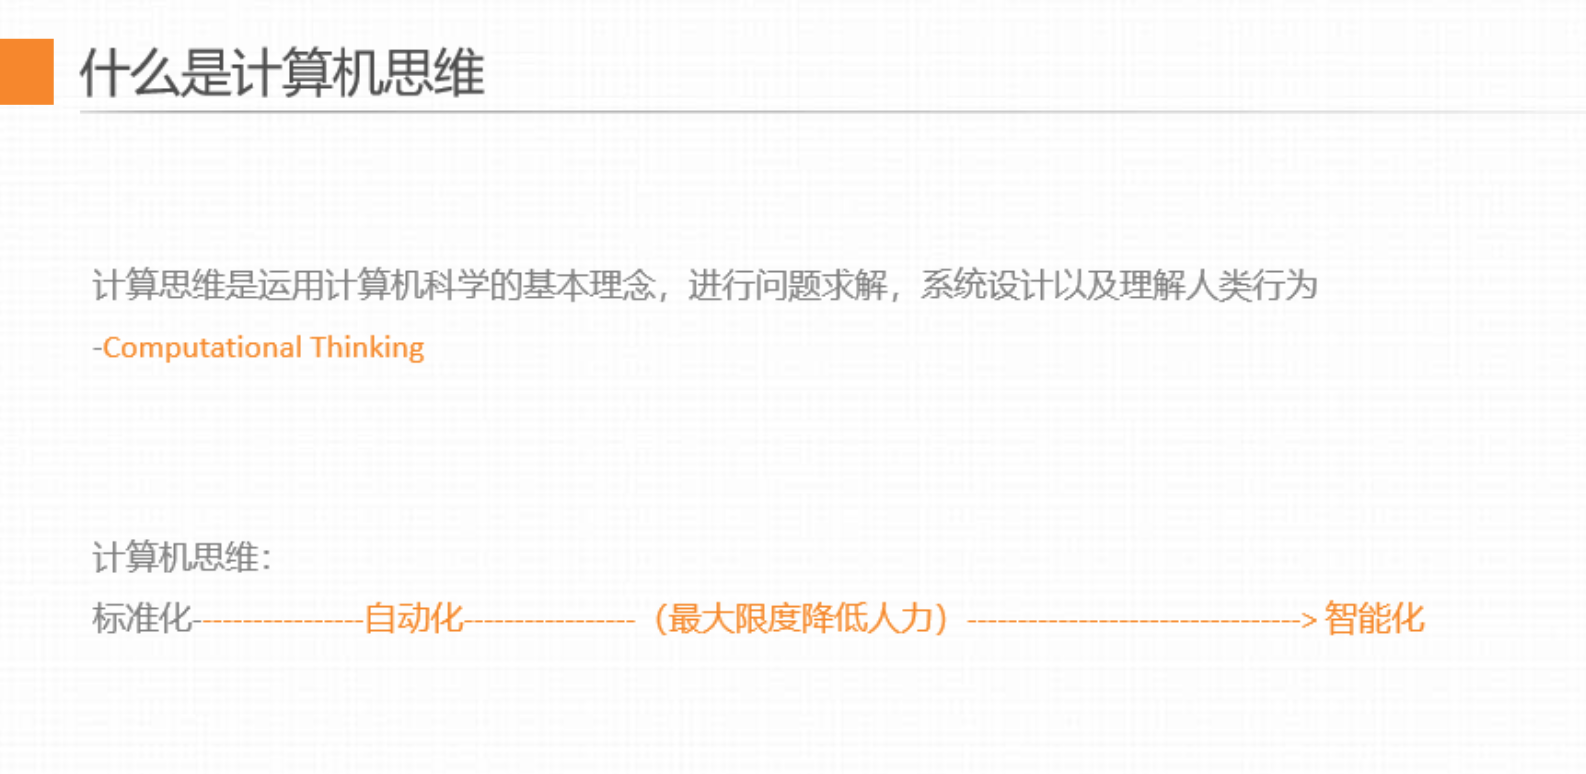 什么是计算机思维
计算思维是运用计算机科学的基本理念，进行问题求解，系统设计以及理解人类行为
-Computational Thinking
计算机思维：
标准化-----------------自动化-----------------（最大限度降低人力）---------------------------------> 智能化